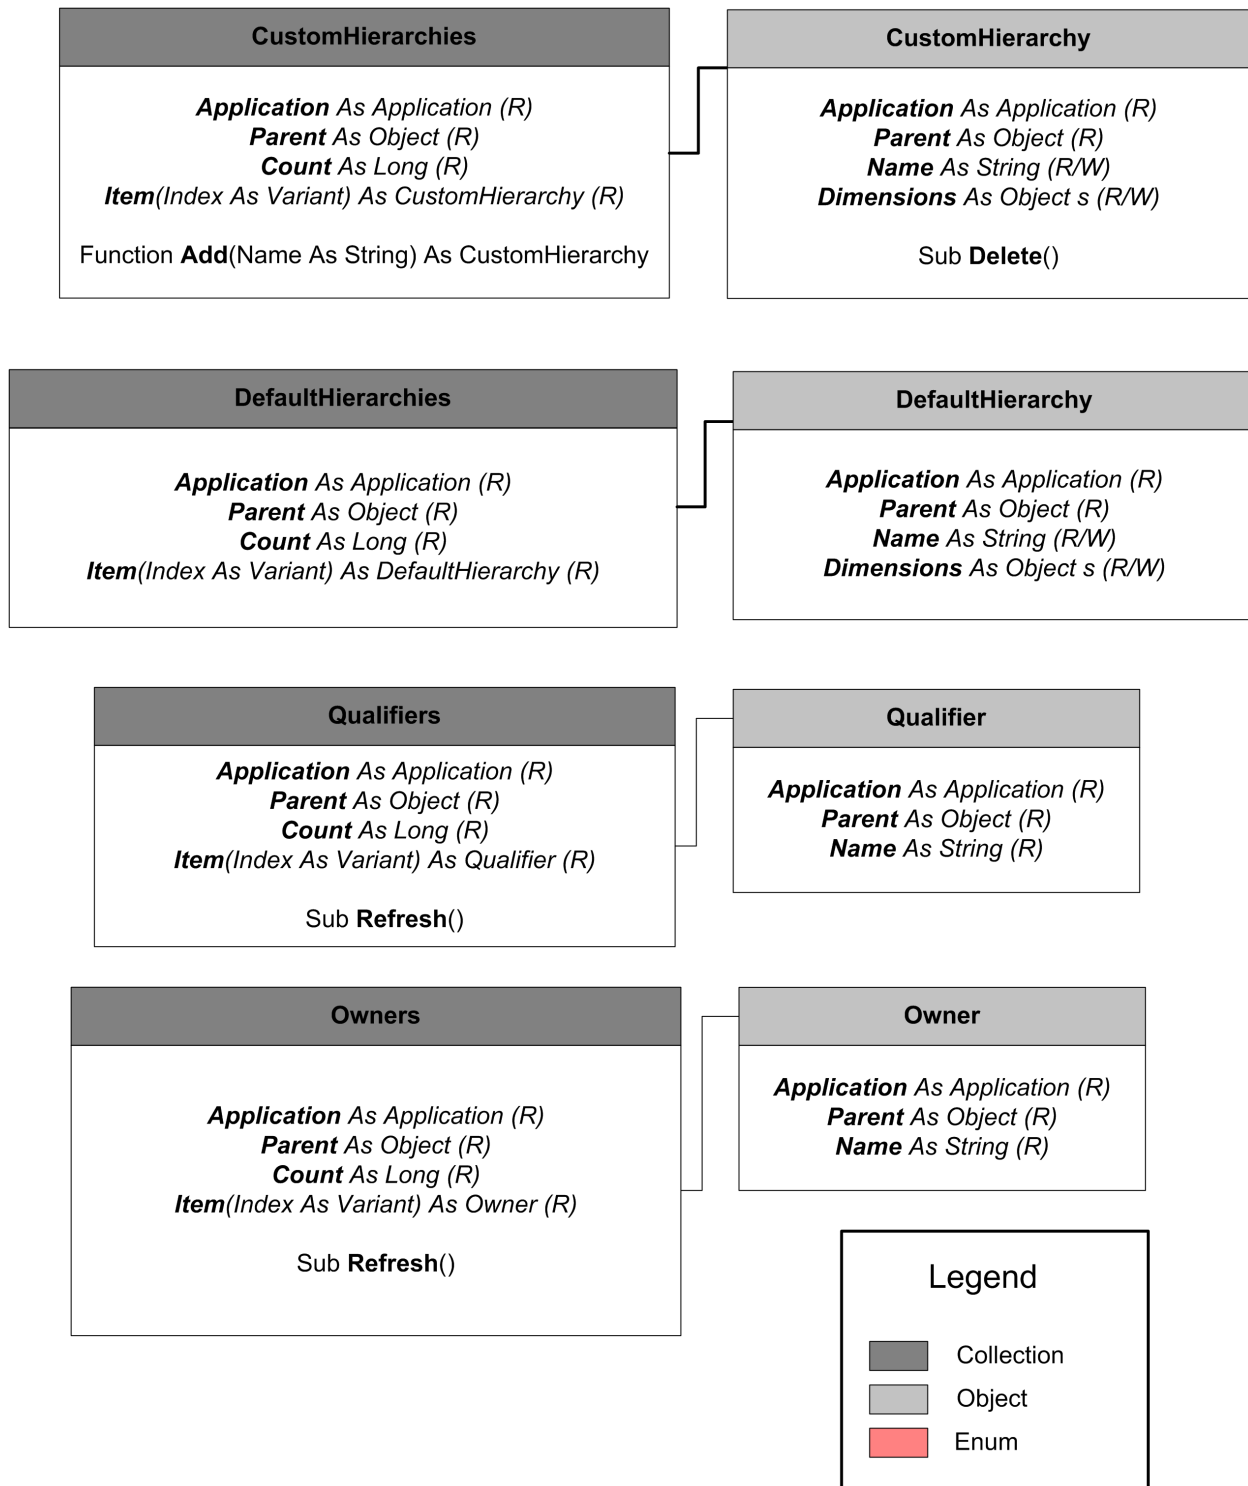 CustomHierarchies
Application As Application (R)
Parent As Object (R)
Count As Long (R)
Item(Index As Variant) As CustomHierarchy (R)
Function Add(Name As String) As CustomHierarchy
CustomHierarchy
Application As Application (R)
Parent As Object (R)
Name As String (R/W)
Dimensions As Object s (R/W)
Sub Delete()
DefaultHierarchies
Application As Application (R)
Parent As Object (R)
Count As Long (R)
Item(Index As Variant) As DefaultHierarchy (R)
DefaultHierarchy
Application As Application (R)
Parent As Object (R)
Name As String (R/W)
Dimensions As Object s (R/W)
Qualifiers
Application As Application (R)
Parent As Object (R)
Count As Long (R)
Item(Index As Variant) As Qualifier (R)
Sub Refresh()
Qualifier
Application As Application (R)
Parent As Object (R)
Name As String (R)
Owners
Application As Application (R)
Parent As Object (R)
Count As Long (R)
Item(Index As Variant) As Owner (R)
Sub Refresh()
Owner
Application As Application (R)
Parent As Object (R)
Name As String (R)
Legend
Collection
Object
Enum